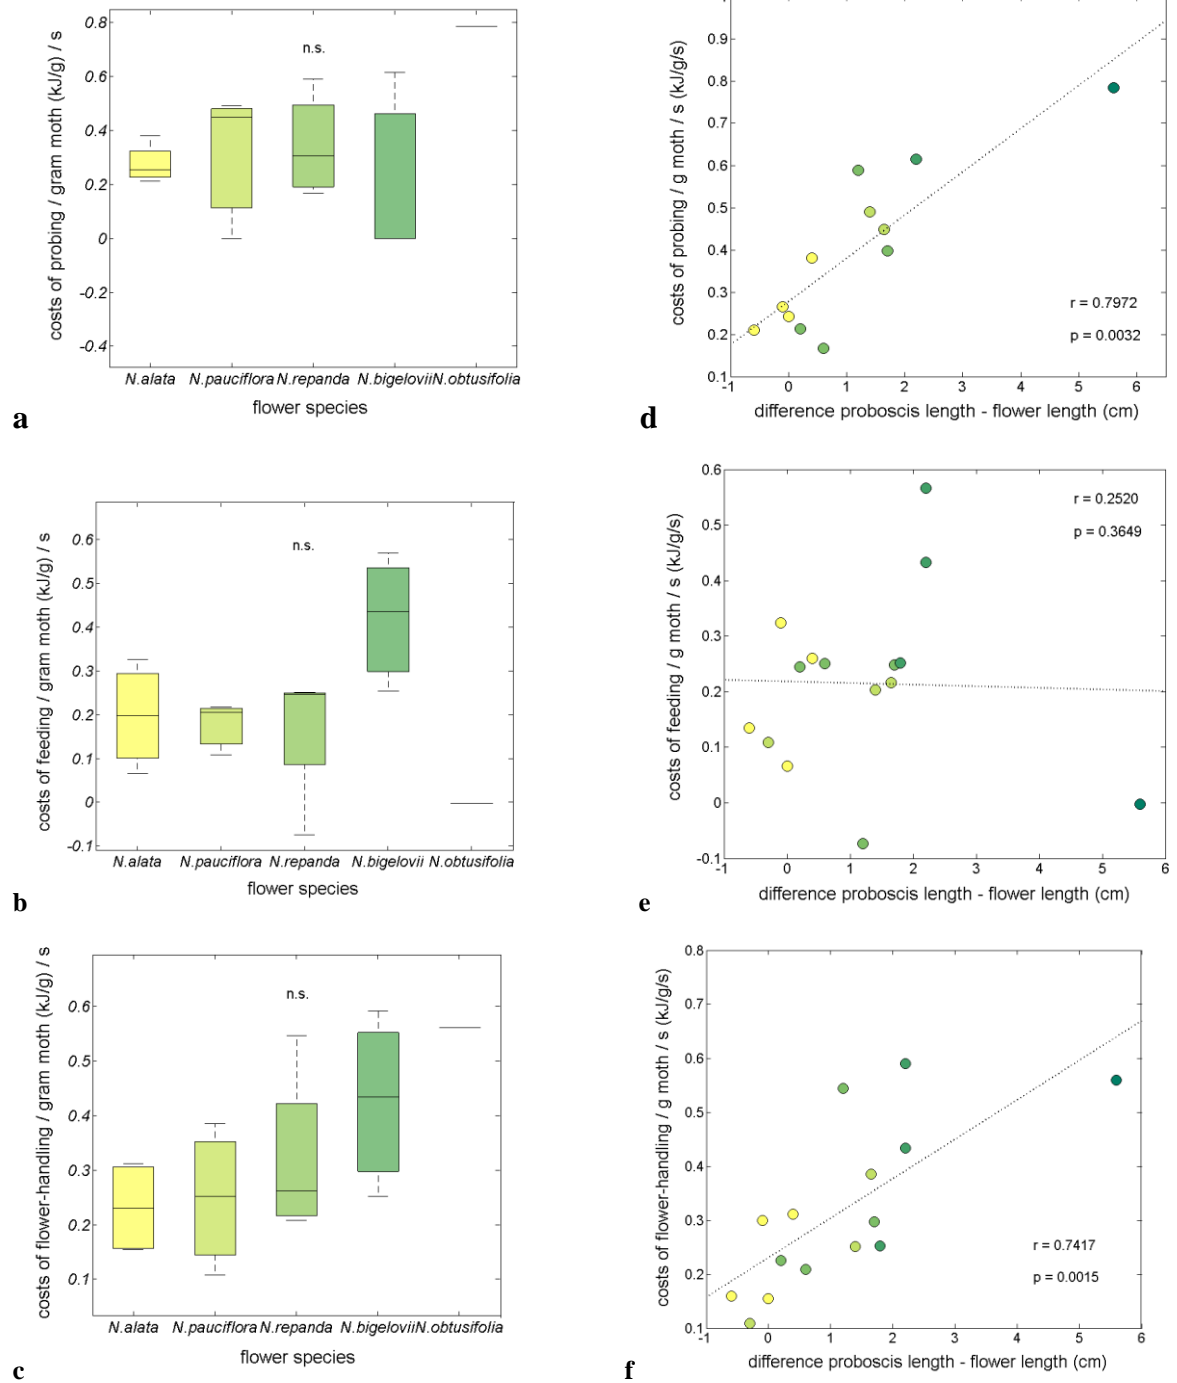 costs of probing / gram moth (kJ/g) / s
0.8
0.6
0.4
0.2
0
-0.2
-0.4
n.s.
N.alata N.pauciflora N.repanda N.bigelovii N.obtusifolia
flower species
a
costs of probing / g moth / s (kJ/g/s)
0.9
0.8
0.7
0.6
0.5
0.4
0.3
0.2
0.1
r = 0.7972
p = 0.0032
-1 0 1 2 3 4 5 6
difference proboscis length - flower length (cm)
d
costs of feeding / gram moth (kJ/g) / s
0.6
0.5
0.4
0.3
0.2
0.1
0
-0.1
n.s.
N.alata N.pauciflora N.repanda N.bigelovii N.obtusifolia
flower species
b
costs of feeding / g moth / s (kJ/g/s)
0.6
0.5
0.4
0.3
0.2
0.1
0
-0.1
r = 0.2520
p = 0.3649
-1 0 1 2 3 4 5 6
difference proboscis length - flower length (cm)
e
costs of flower-handling / gram moth (kJ/g) / s
0.6
0.5
0.4
0.3
0.2
0.1
n.s.
N.alata N.pauciflora N.repanda N.bigelovii N.obtusifolia
flower species
c
costs of flower-handling / g moth / s (kJ/g/s)
0.8
0.7
0.6
0.5
0.4
0.3
0.2
0.1
r = 0.7417
p = 0.0015
-1 0 1 2 3 4 5 6
difference proboscis length - flower length (cm)
f